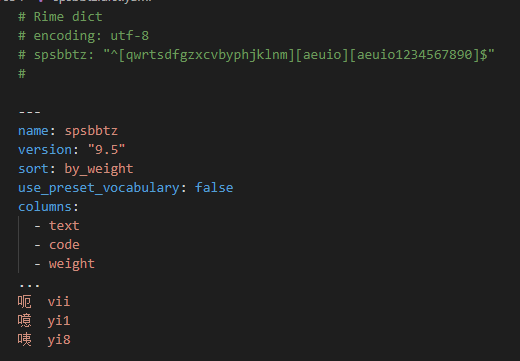 # Rime dict
# encoding: utf-8
# spsbbtz: "^[qwrtsdfgzxcvbyphjklnm][aeuio][aeuio1234567890]$"
#
---
name: spsbbtz
version: "9.5"
sort: by_weight
use_preset_vocabulary: false
columns:
- text
- code
- weight
...
呃 vii
噫 yi1
咦 yi8